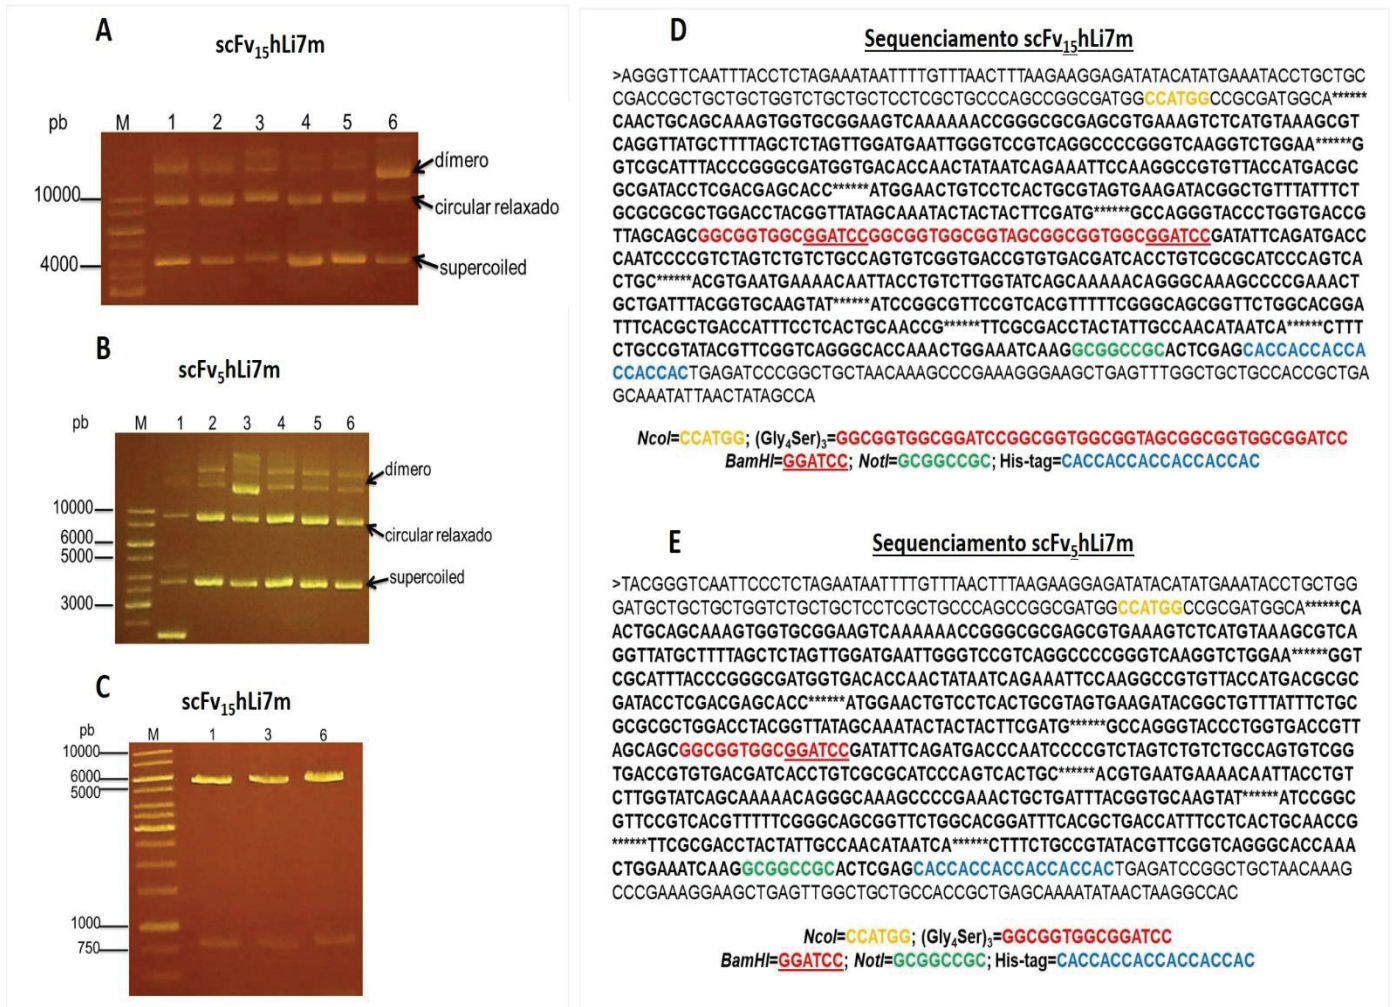 A
scFv15hLi7m
pb
M 1 2 3 4 5 6
10000
4000
dímero
circular relaxado
supercoiled
B
scFv5hLi7m
pb
M 1 2 3 4 5 6
10000
6000
5000
3000
dímero
circular relaxado
supercoiled
C
scFv15hLi7m
pb
M 1 3 6
10000
6000
5000
1000
750
D
Sequenciamento scFv15hLi7m
>AGGGTTCAATTTACCTCTAGAAATAATTTTGTTTAACTTTAAGAAGGAGATATACATATGAAATACCTGCTGC
CGACCGCTGCTGCTGGTCTGCTGCTCCTCGCTGCCCAGCCGGCGATGGCCATGGCCGCGATGGCA******
CAACTGCAGCAAAGTGGTGCGGAAGTCAAAAAACCGGGCGCGAGCGTGAAAGTCTCATGTAAAGCGT
CAGGTTATGCTTTTAGCTCTAGTTGGATGAATTGGGTCCGTCAGGCCCCGGGTCAAGGTCTGGAA******G
GTCGCATTTACCCGGGCGATGGTGACACCAACTATAATCAGAAATTCCAAGGCCGTGTTACCATGACGC
GCGATACCTCGACGAGCACC******ATGGAACTGTCCTCACTGCGTAGTGAAGATACGGCTGTTTATTTCT
GCGCGCGCTGGACCTACGGTTATAGCAAATACTACTACTTCGATG******GCCAGGGTACCCTGGTGACCG
TTAGCAGCGGCGGTGGCGGATCCGGCGGTGGCGGTAGCGGCGGTGGCGGATCCGATATTCAGATGACC
CAATCCCCGTCTAGTCTGTCTGCCAGTGTCGGTGACCGTGTGACGATCACCTGTCGCGCATCCCAGTCA
CTGC******ACGTGAATGAAAACAATTACCTGTCTTGGTATCAGCAAAAACAGGGCAAAGCCCCGAAACT
GCTGATTTACGGTGCAAGTAT******ATCCGGCGTTCCGTCACGTTTTTCGGGCAGCGGTTCTGGCACGGA
TTTCACGCTGACCATTTCCTCACTGCAACCG******TTCGCGACCTACTATTGCCAACATAATCA******CTTT
CTGCCGTATACGTTCGGTCAGGGCACCAAACTGGAAATCAAGGCGGCCGCACTCGAGCACCACCACCA
CCACCACTGAGATCCCGGCTGCTAACAAAGCCCGAAAGGGAAGCTGAGTTTGGCTGCTGCCACCGCTGA
GCAAATATTAACTATAGCCA
NcoI=CCATGG; (Gly4Ser)3=GGCGGTGGCGGATCCGGCGGTGGCGGTAGCGGCGGTGGCGGATCC
BamHI=GGATCC; NotI=GCGGCCGC; His-tag=CACCACCACCACCACCAC
E
Sequenciamento scFv5hLi7m
>TACGGGTCAATTCCCTCTAGAATAATTTTGTTTAACTTTAAGAAGGAGATATACATATGAAATACCTGCTGG
GATGCTGCTGCTGGTCTGCTGCTCCTCGCTGCCCAGCCGGCGATGGCCATGGCCGCGATGGCA******CA
ACTGCAGCAAAGTGGTGCGGAAGTCAAAAAACCGGGCGCGAGCGTGAAAGTCTCATGTAAAGCGTCA
GGTTATGCTTTTAGCTCTAGTTGGATGAATTGGGTCCGTCAGGCCCCGGGTCAAGGTCTGGAA******GGT
CGCATTTACCCGGGCGATGGTGACACCAACTATAATCAGAAATTCCAAGGCCGTGTTACCATGACGCGC
GATACCTCGACGAGCACC******ATGGAACTGTCCTCACTGCGTAGTGAAGATACGGCTGTTTATTTCTGC
GCGCGCTGGACCTACGGTTATAGCAAATACTACTACTTCGATG******GCCAGGGTACCCTGGTGACCGTT
AGCAGCGGCGGTGGCGGATCCGATATTCAGATGACCCAATCCCCGTCTAGTCTGTCTGCCAGTGTCGG
TGACCGTGTGACGATCACCTGTCGCGCATCCCAGTCACTGC******ACGTGAATGAAAACAATTACCTGT
CTTGGTATCAGCAAAAACAGGGCAAAGCCCCGAAACTGCTGATTTACGGTGCAAGTAT******ATCCGGC
GTTCCGTCACGTTTTTCGGGCAGCGGTTCTGGCACGGATTTCACGCTGACCATTTCCTCACTGCAACCG
******TTCGCGACCTACTATTGCCAACATAATCA******CTTTCTGCCGTATACGTTCGGTCAGGGCACCAAA
CTGGAAATCAAGGCGGCCGCACTCGAGCACCACCACCACCACCACTGAGATCCGGCTGCTAACAAAG
CCCGAAAGGAAGCTGAGTTGGCTGCTGCCACCGCTGAGCAAAATATAACTAAGGCCAC
NcoI=CCATGG; (Gly4Ser)3=GGCGGTGGCGGATCC
BamHI=GGATCC; NotI=GCGGCCGC; His-tag=CACCACCACCACCACCAC